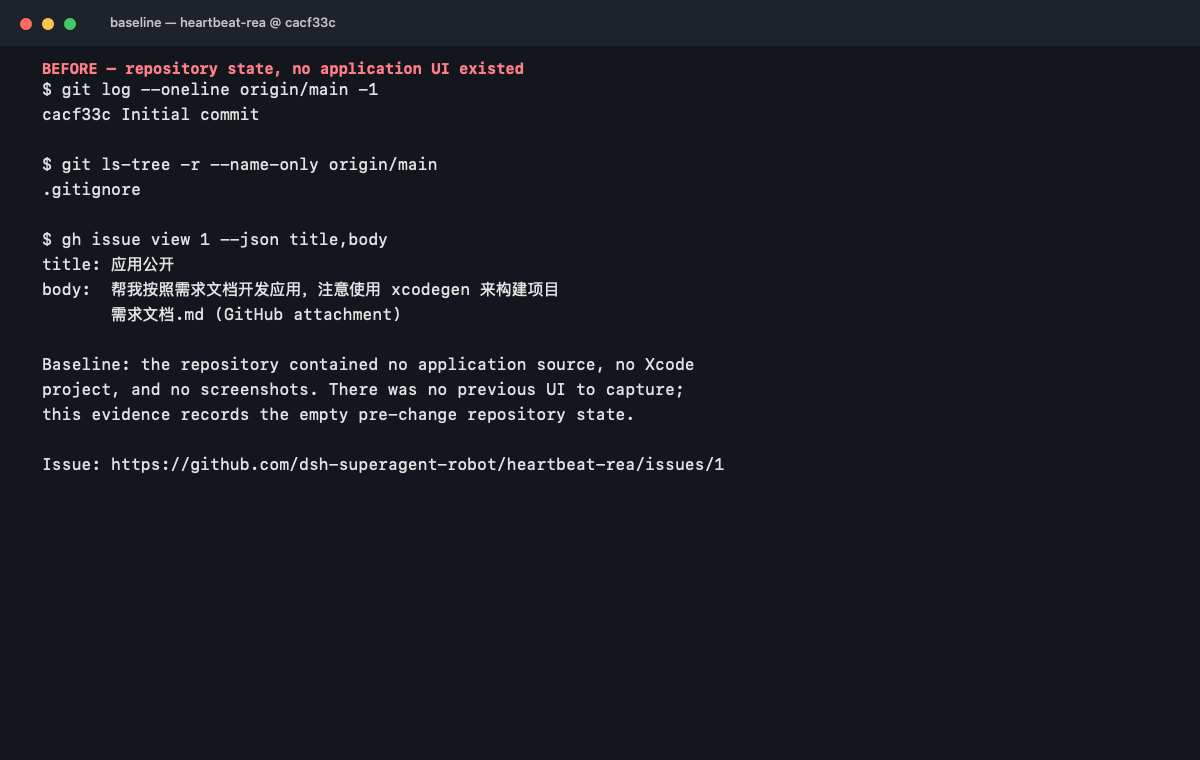 baseline — heartbeat-rea @ cacf33c
BEFORE — repository state, no application UI existed
$ git log --oneline origin/main -1
cacf33c Initial commit
$ git ls-tree -r --name-only origin/main
.gitignore
$ gh issue view 1 --json title,body
title: 应用公开
body:  帮我按照需求文档开发应用，注意使用 xcodegen 来构建项目
需求文档.md (GitHub attachment)
Baseline: the repository contained no application source, no Xcode
project, and no screenshots. There was no previous UI to capture;
this evidence records the empty pre-change repository state.
Issue: https://github.com/dsh-superagent-robot/heartbeat-rea/issues/1